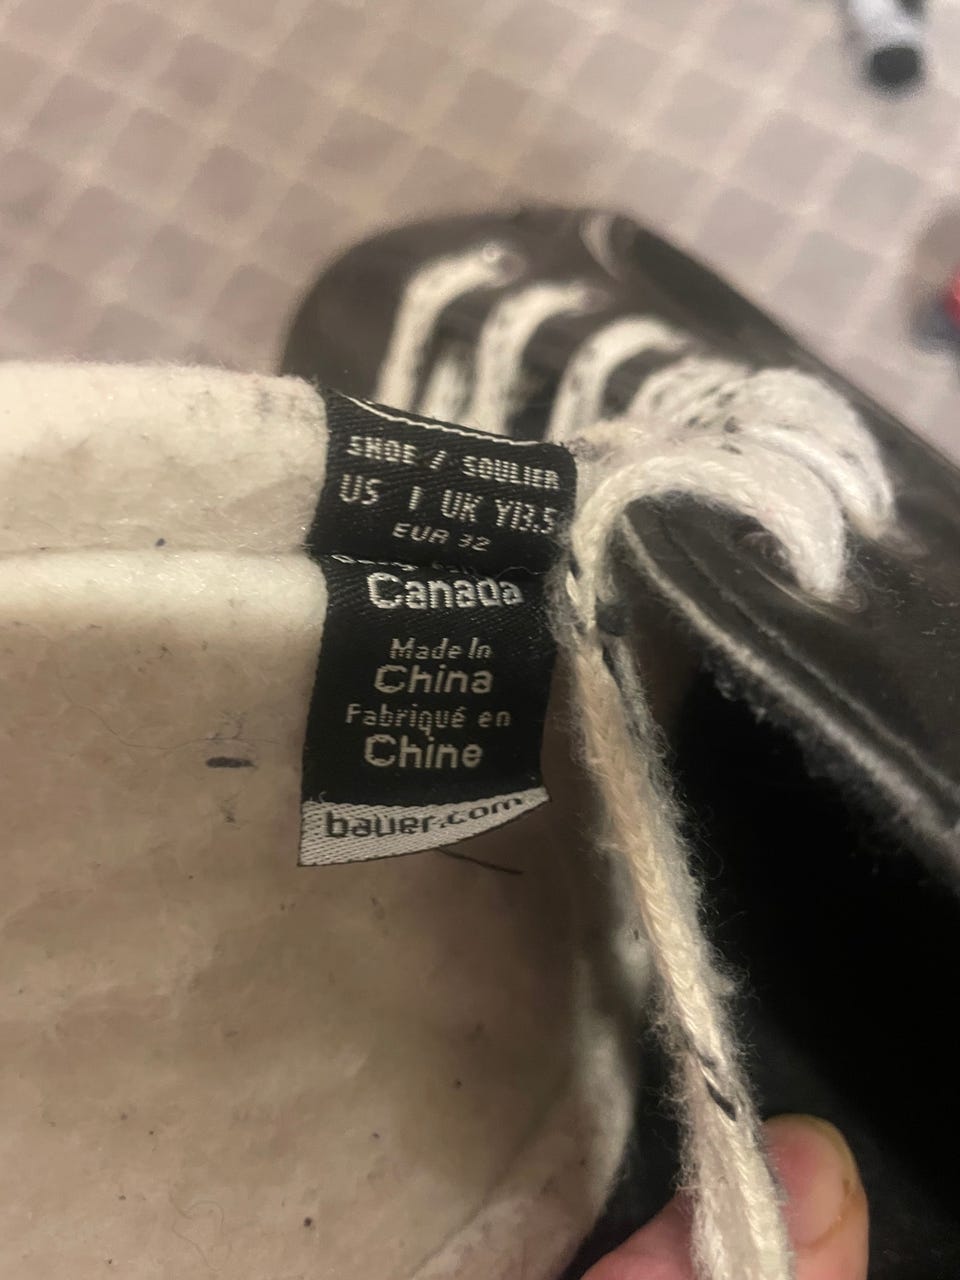 SHOE / SOULIER
US 1 UK Y13.5
EUR 32
Canada
Made In
China
Fabriqué en
Chine
bauer.com